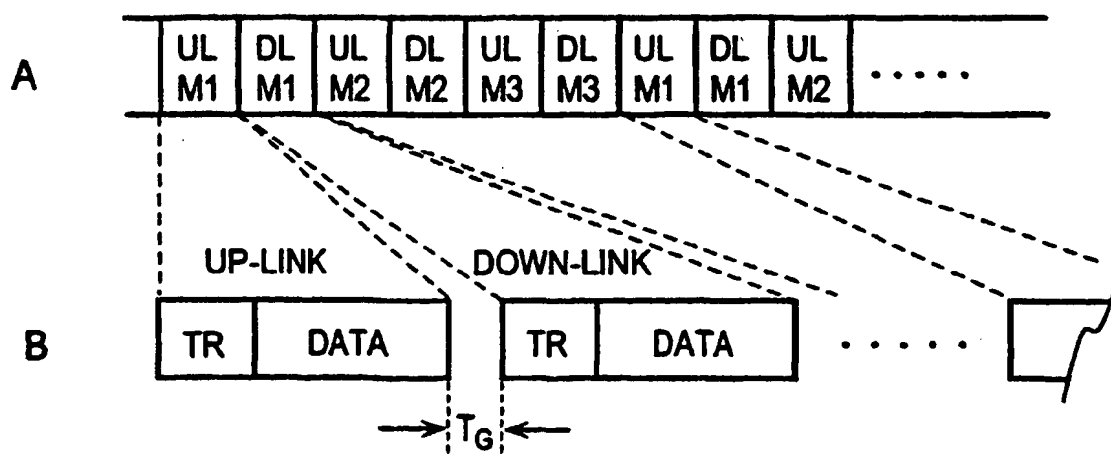 A
UL M1 DL M1 UL M2 DL M2 UL M3 DL M3 UL M1 DL M1 UL M2 ......
UP-LINK DOWN-LINK
B
TR DATA TR DATA ......
TG